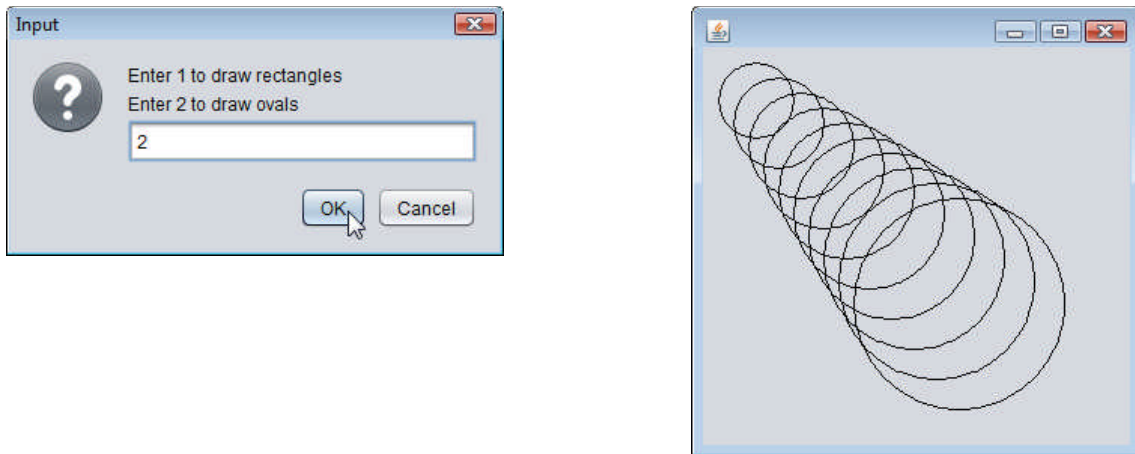 Input
Enter 1 to draw rectangles
Enter 2 to draw ovals
2
OK
Cancel